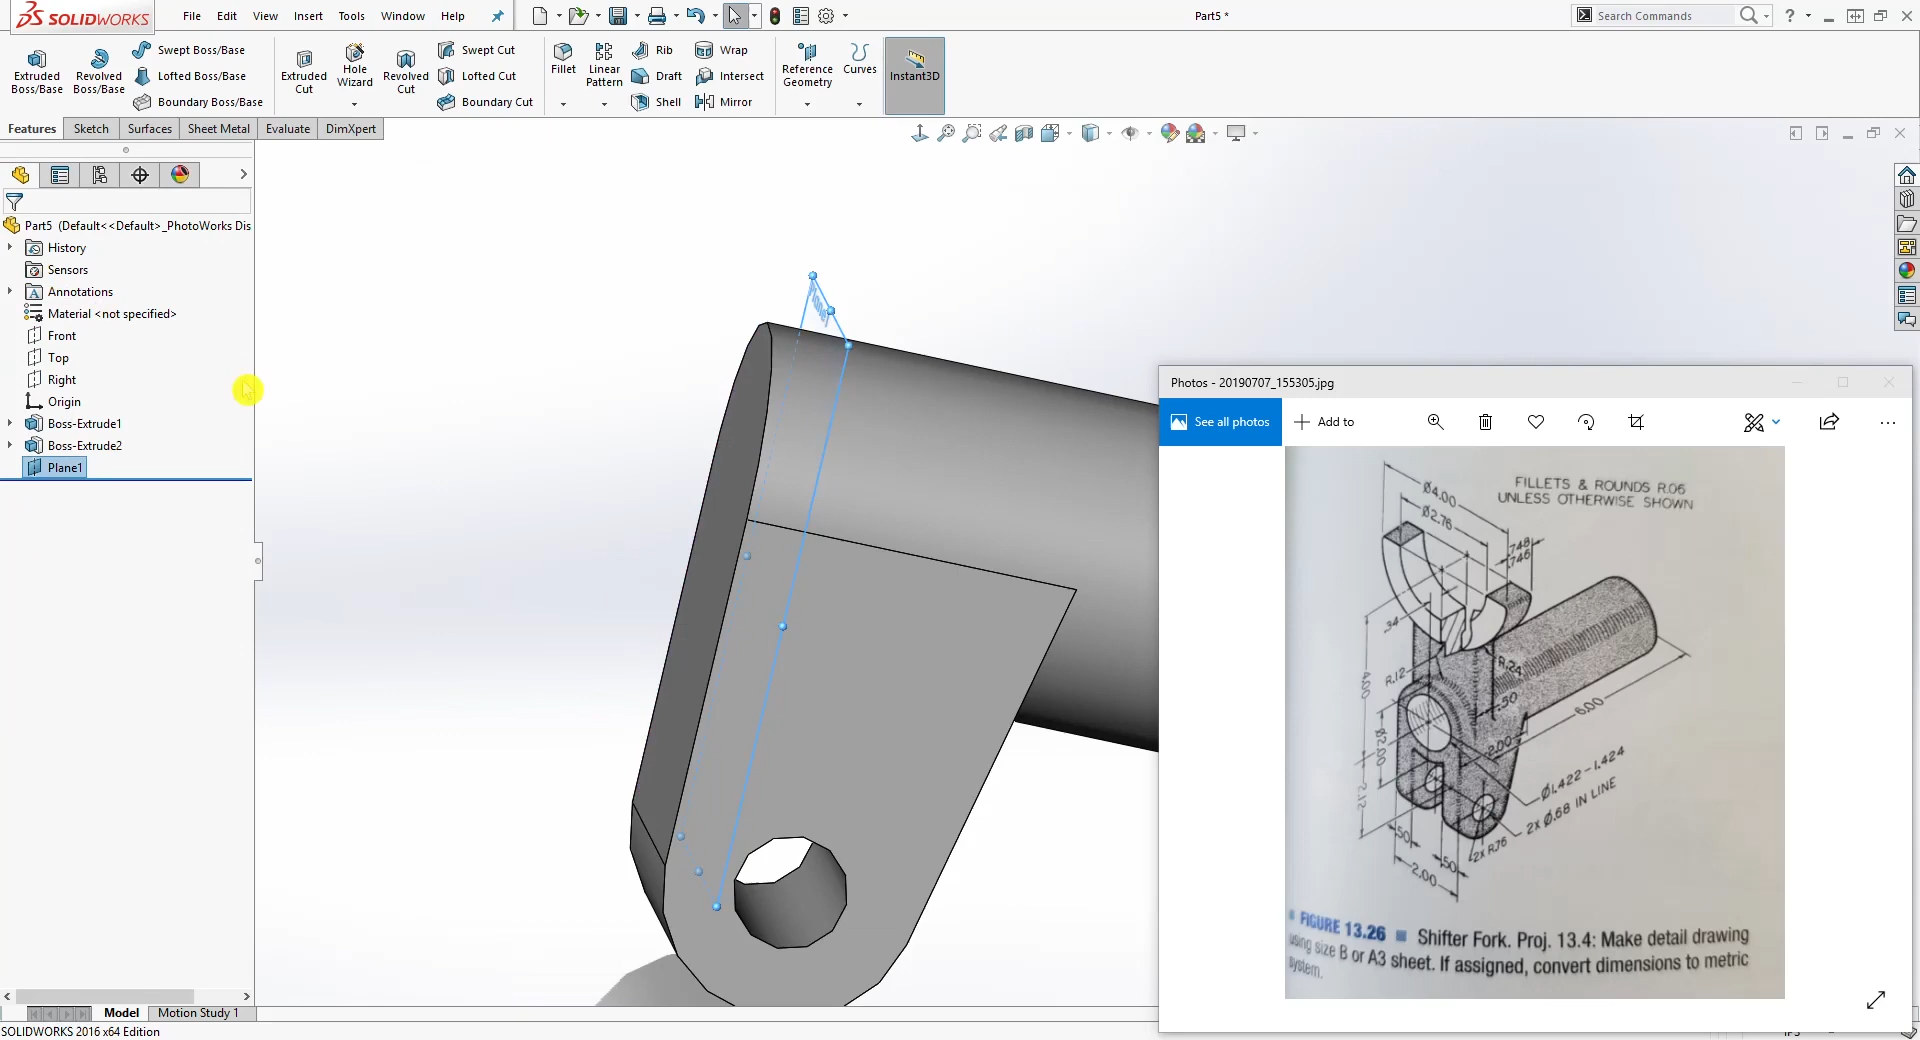 SOLIDWORKS
File Edit View Insert Tools Window Help
Part5 *
Search Commands
Extruded Boss/Base
Revolved Boss/Base
Swept Boss/Base
Lofted Boss/Base
Boundary Boss/Base
Extruded Cut
Hole Wizard
Revolved Cut
Swept Cut
Lofted Cut
Boundary Cut
Fillet
Linear Pattern
Rib
Draft
Shell
Wrap
Intersect
Mirror
Reference Geometry
Curves
Instant3D
Features Sketch Surfaces Sheet Metal Evaluate DimXpert
Part5 (Default<<Default>_PhotoWorks Dis
History
Sensors
Annotations
Material <not specified>
Front
Top
Right
Origin
Boss-Extrude1
Boss-Extrude2
Plane1
Photos - 20190707_155305.jpg
See all photos
Add to
FILLETS & ROUNDS R.06
UNLESS OTHERWISE SHOWN
Ø4.00
Ø2.76
.748
.746
.34
R.12
R.24
4.00
.50
6.00
Ø2.00
2.00
Ø1.422 - 1.424
2X Ø.68 IN LINE
2.12
.50
.50
2X R.76
2.00
FIGURE 13.26 Shifter Fork. Proj. 13.4: Make detail drawing
using size B or A3 sheet. If assigned, convert dimensions to metric
system.
Model Motion Study 1
SOLIDWORKS 2016 x64 Edition